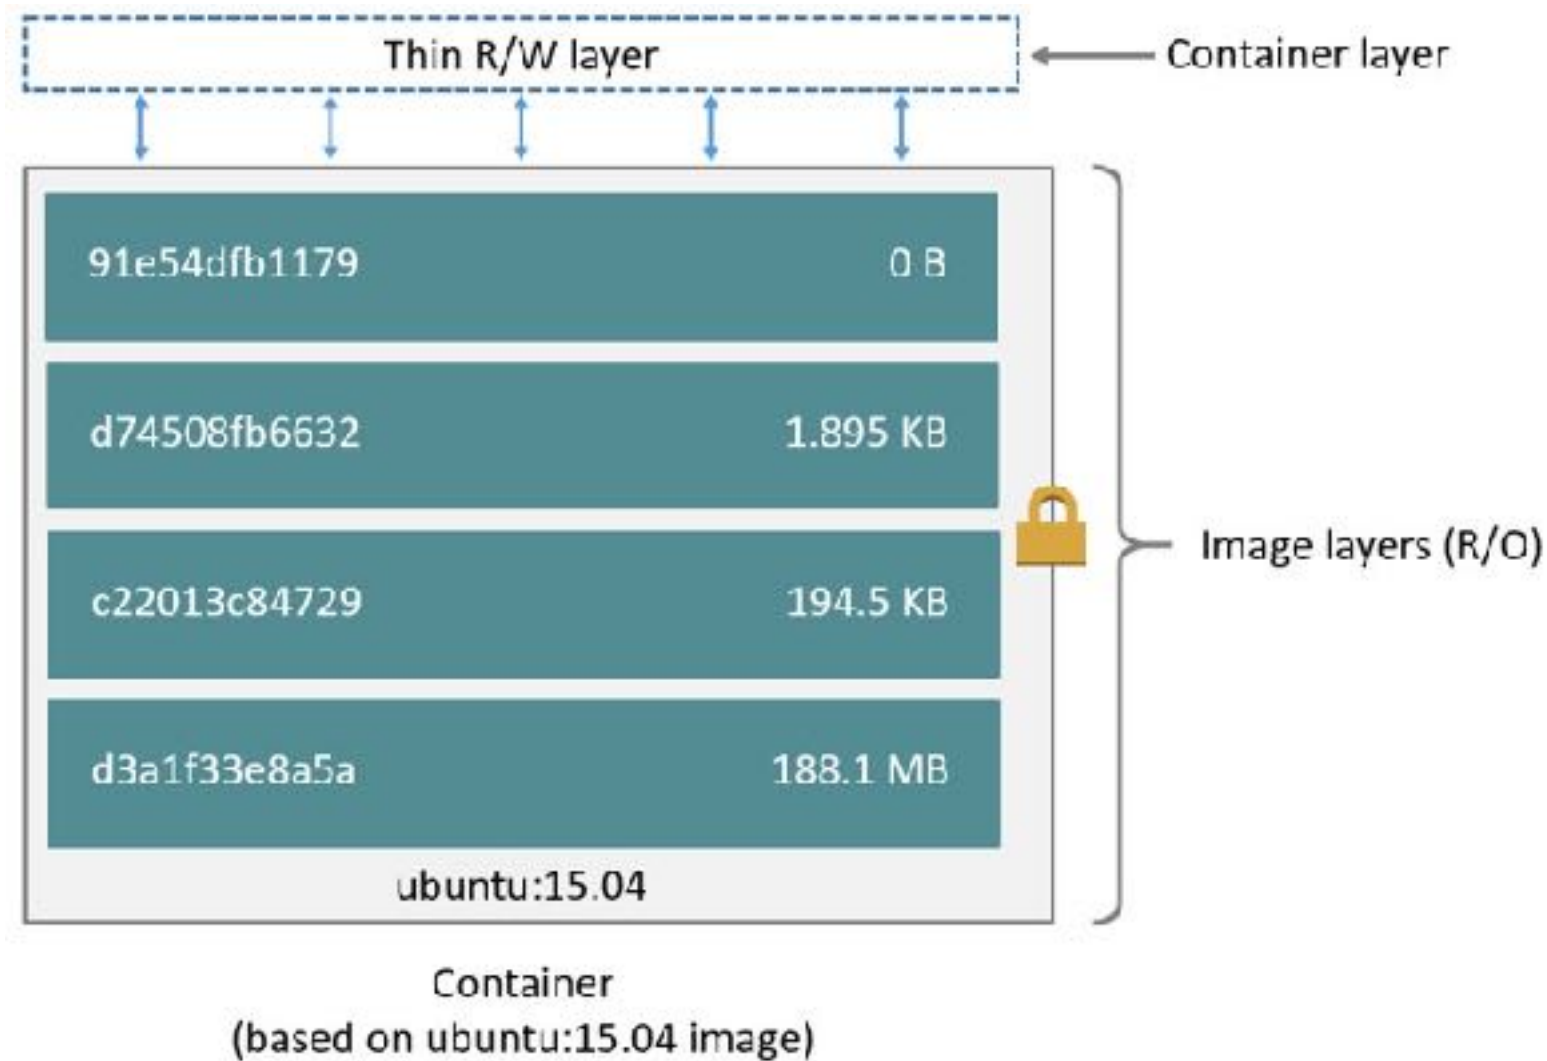 Thin R/W layer
Container layer
91e54dfb1179 0 B
d74508fb6632 1.895 KB
c22013c84729 194.5 KB
d3a1f33e8a5a 188.1 MB
Image layers (R/O)
ubuntu:15.04
Container
(based on ubuntu:15.04 image)